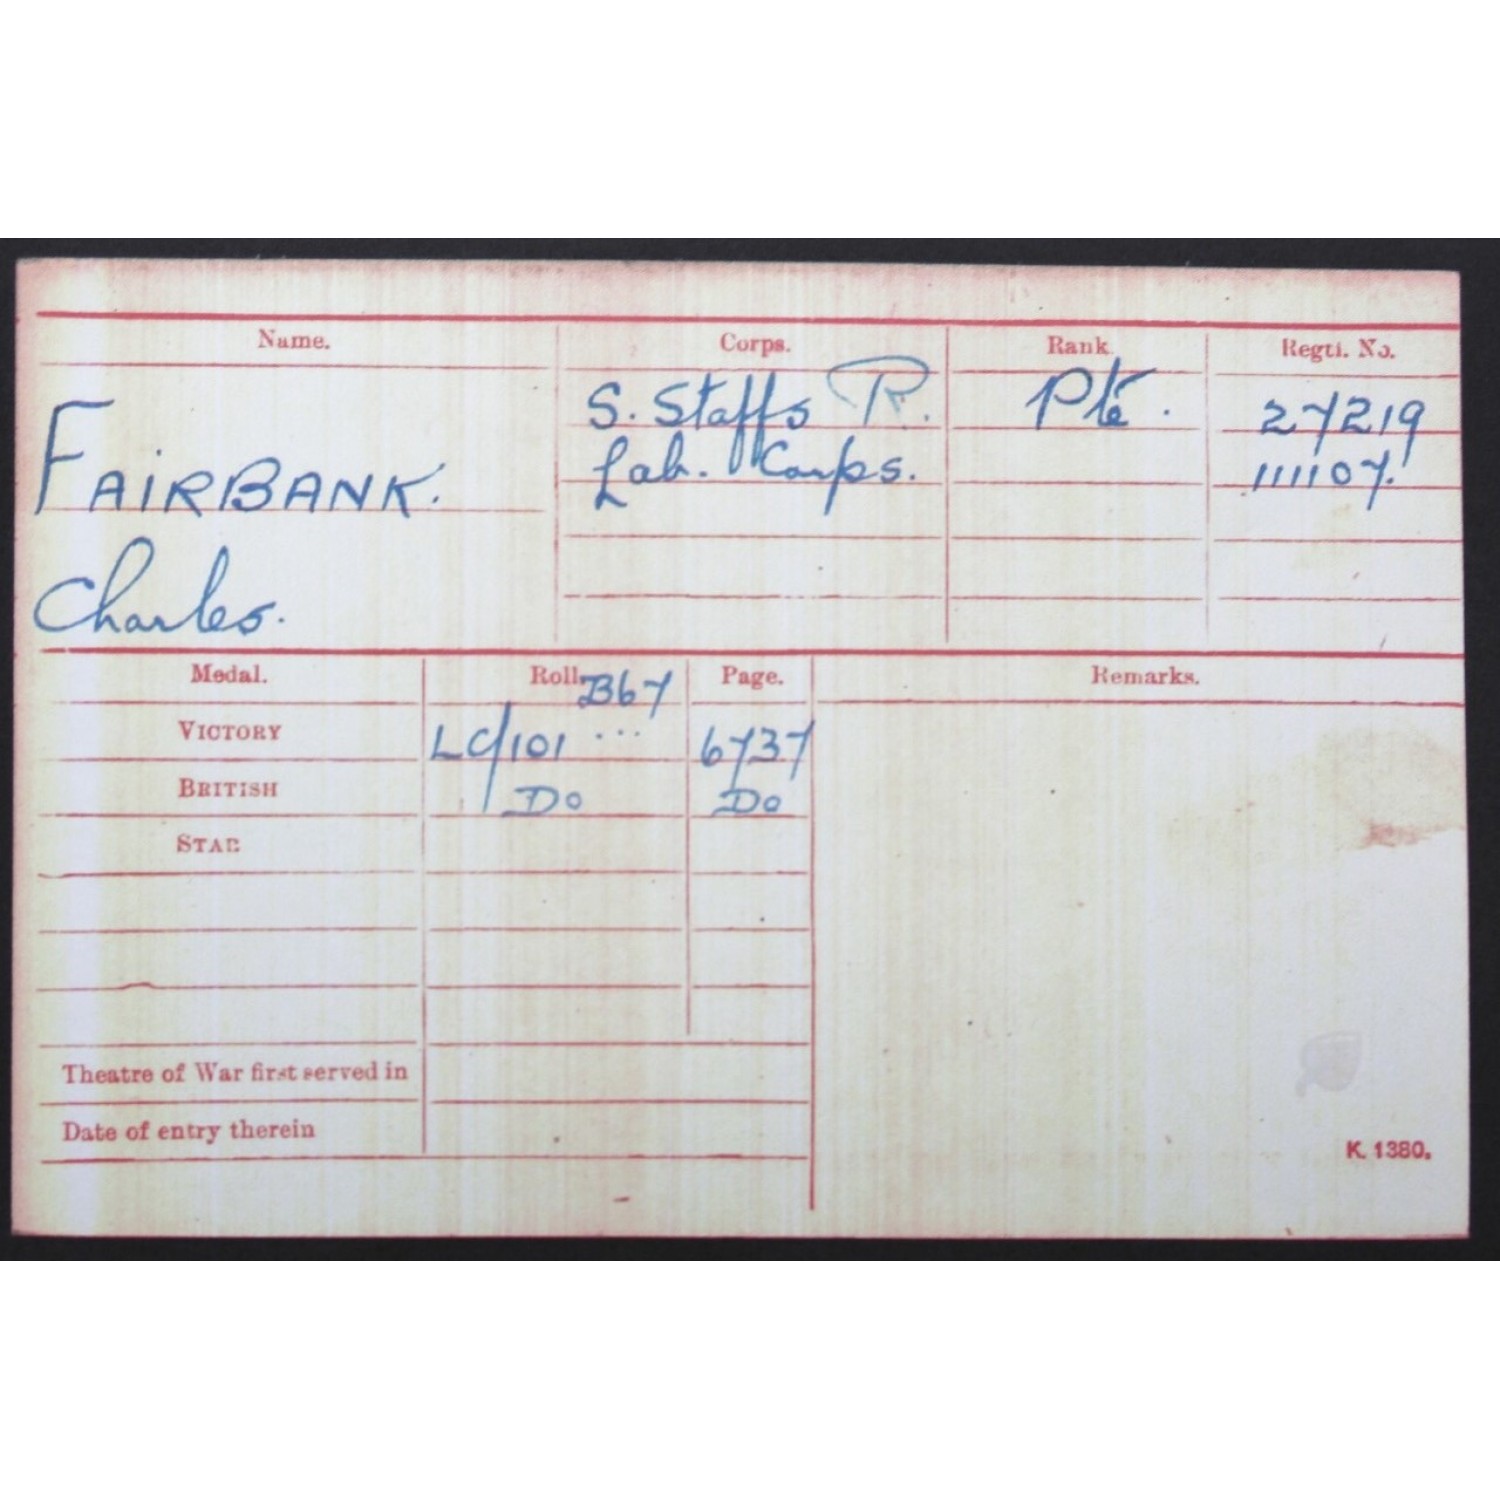 Name. Corps. Rank Regtl. No.
S. Staffs R. Pte. 27219
FAIRBANK. Lab. Corps. 111107.
Charles.
Medal. Roll. B67 Page. Remarks.
VICTORY LC/101 ... 6737
BRITISH Do Do
STAR
Theatre of War first served in
Date of entry therein
K. 1380.